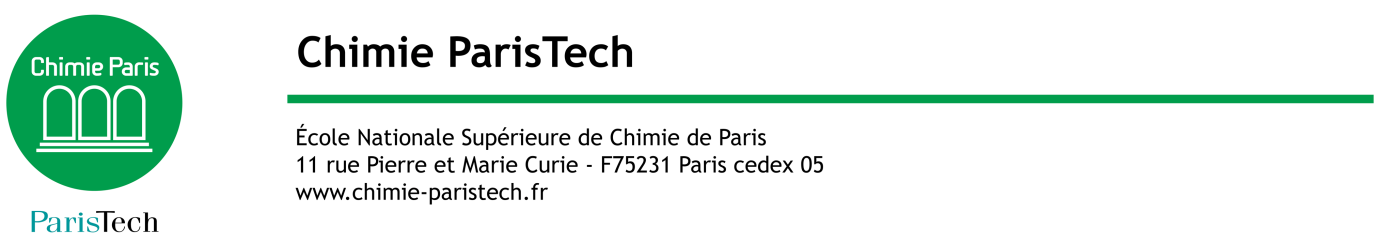 Chimie Paris
ParisTech
Chimie ParisTech
École Nationale Supérieure de Chimie de Paris
11 rue Pierre et Marie Curie - F75231 Paris cedex 05
www.chimie-paristech.fr